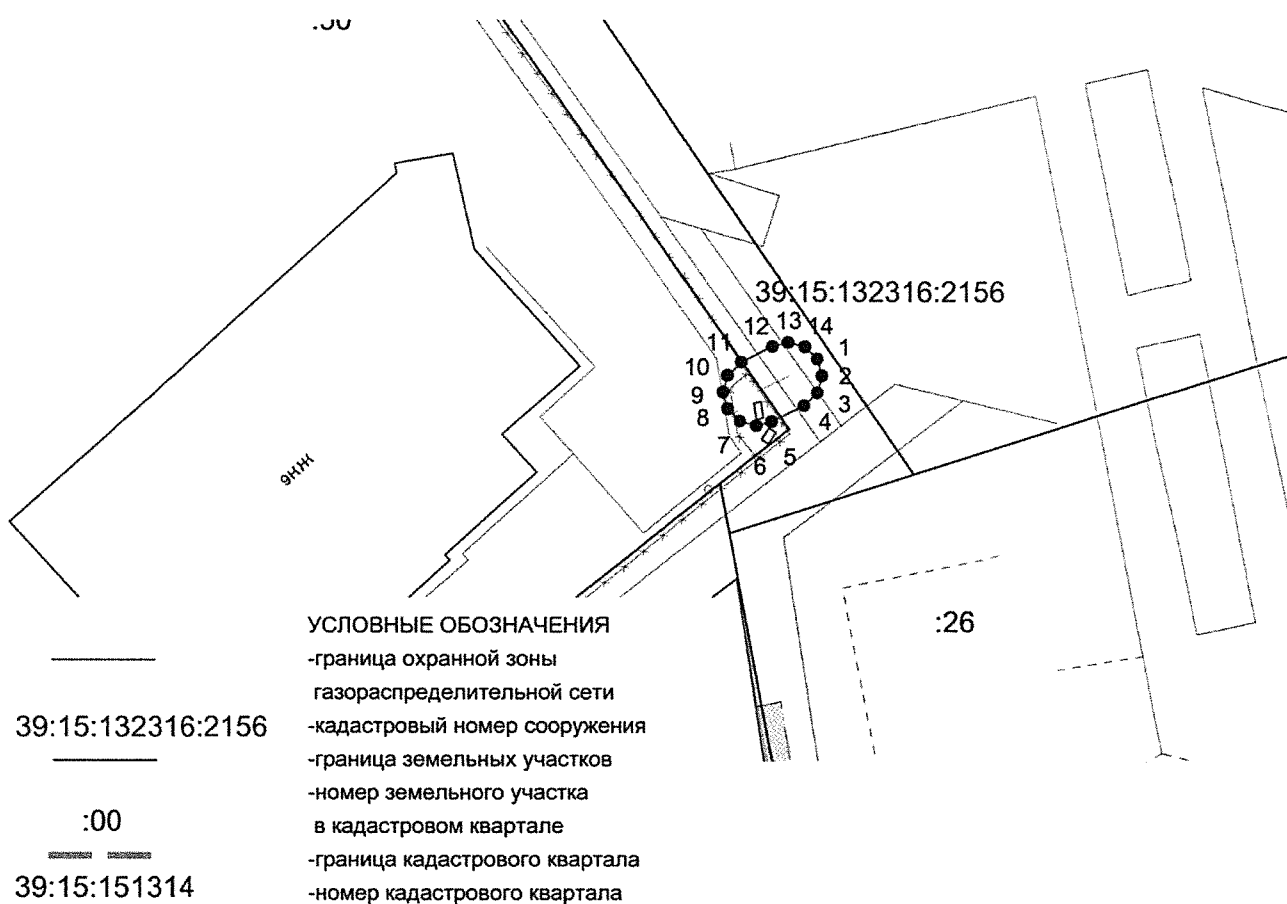 39:15:132316:2156
12
13
14
11
1
10
2
9
3
8
4
7
5
6
9КЖ
:26
УСЛОВНЫЕ ОБОЗНАЧЕНИЯ
-граница охранной зоны
газораспределительной сети
39:15:132316:2156 -кадастровый номер сооружения
-граница земельных участков
-номер земельного участка
:00 в кадастровом квартале
-граница кадастрового квартала
39:15:151314 -номер кадастрового квартала